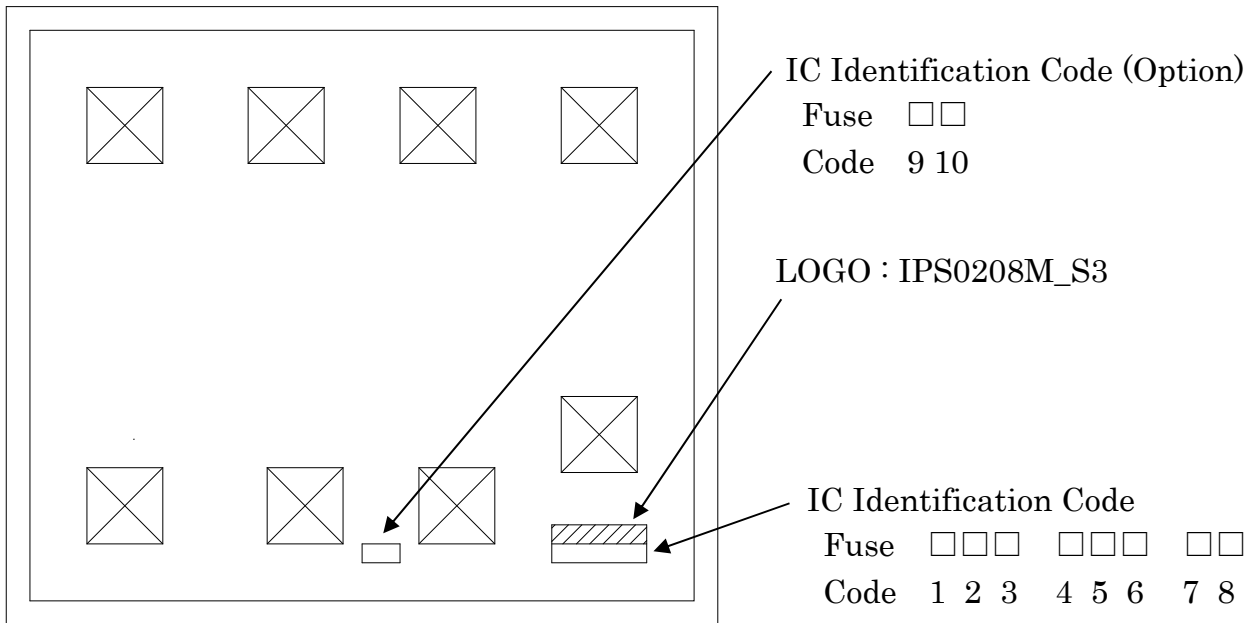 IC Identification Code (Option)
Fuse □□
Code 9 10
LOGO : IPS0208M_S3
IC Identification Code
Fuse □□□ □□□ □□
Code 1 2 3 4 5 6 7 8